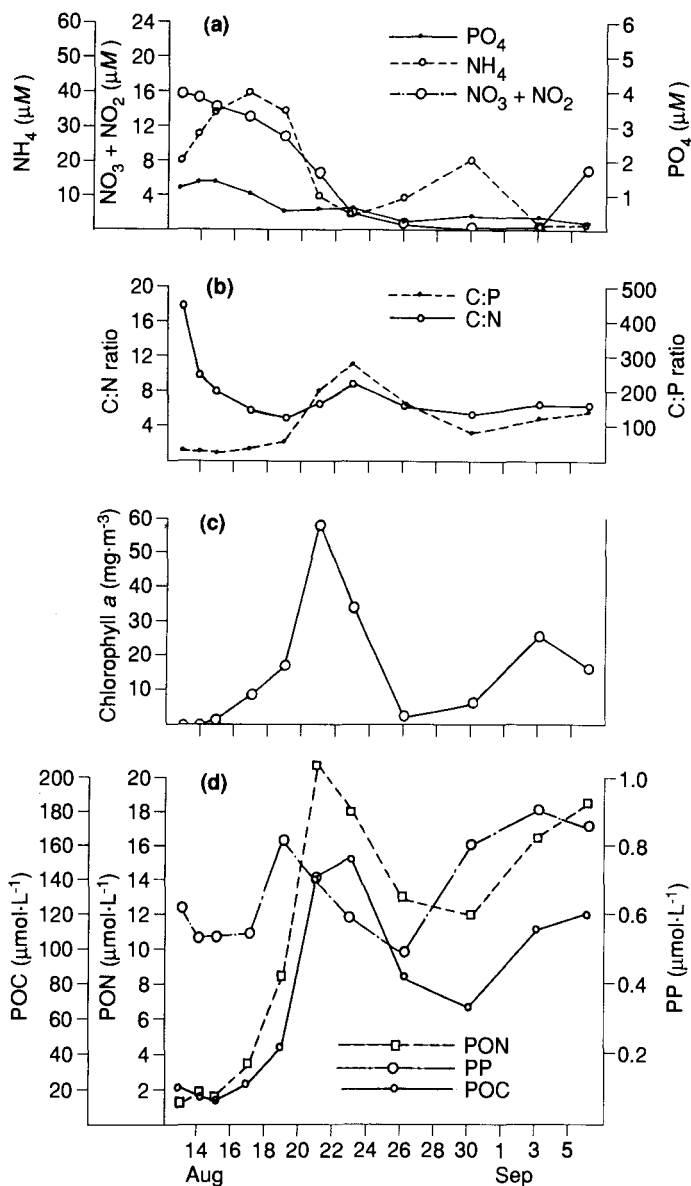 (a)
PO₄
NH₄
NO₃ + NO₂
NH₄ (µM)
60
50
40
30
20
10
NO₃ + NO₂ (µM)
24
20
16
12
8
4
PO₄ (µM)
6
5
4
3
2
1
(b)
C:P
C:N
C:N ratio
20
16
12
8
4
C:P ratio
500
400
300
200
100
(c)
Chlorophyll a (mg·m⁻³)
60
50
40
30
20
10
(d)
POC (µmol·L⁻¹)
200
180
160
140
120
100
80
60
40
20
PON (µmol·L⁻¹)
20
18
16
14
12
10
8
6
4
2
PP (µmol·L⁻¹)
1.0
0.8
0.6
0.4
0.2
PON
PP
POC
14 16 18 20 22 24 26 28 30 1 3 5
Aug Sep